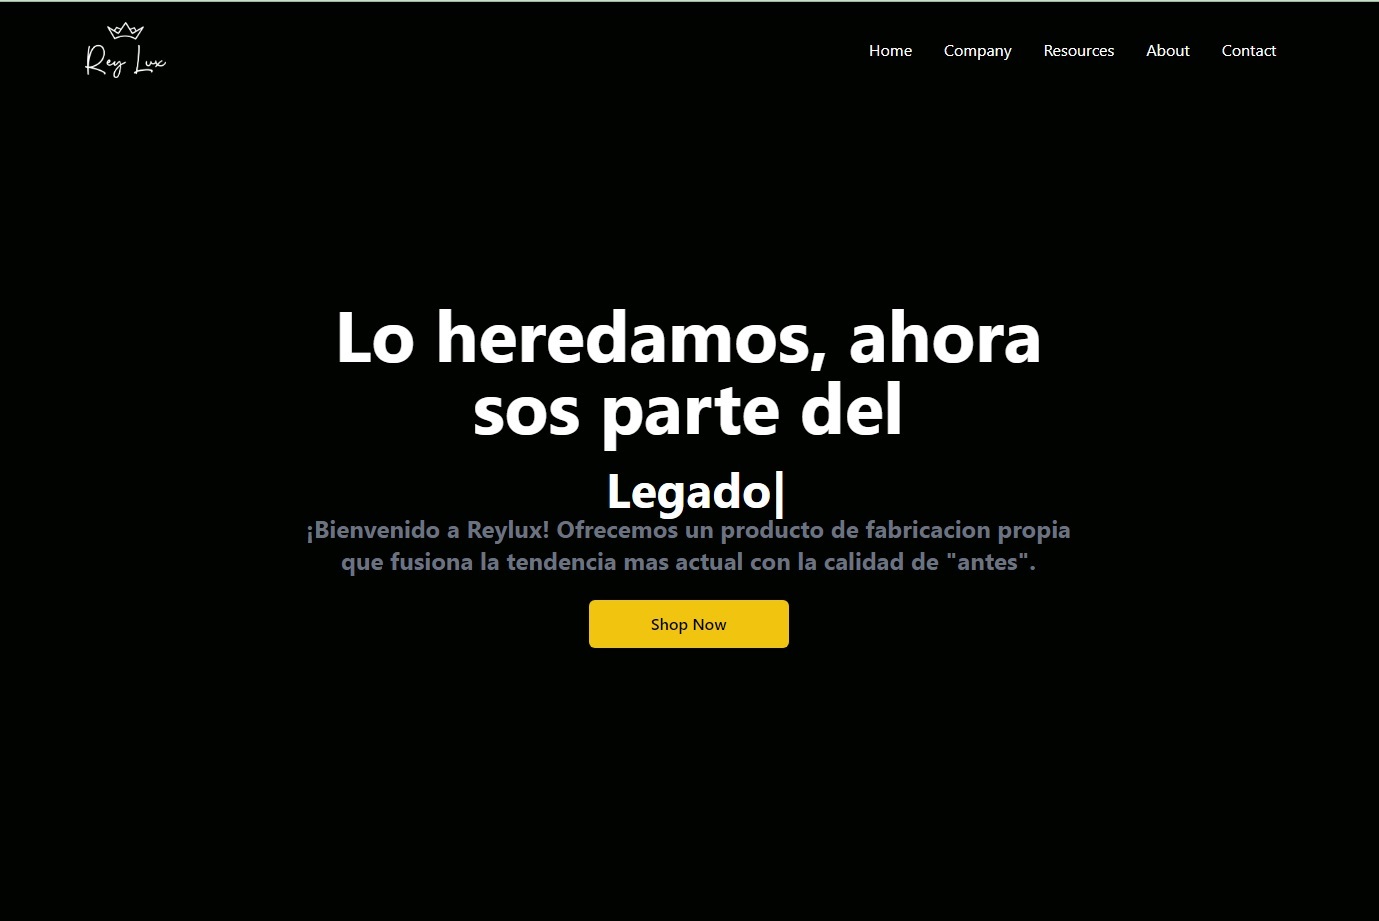 Rey Lux
Home Company Resources About Contact
Lo heredamos, ahora
sos parte del
Legado|
¡Bienvenido a Reylux! Ofrecemos un producto de fabricacion propia
que fusiona la tendencia mas actual con la calidad de "antes".
Shop Now